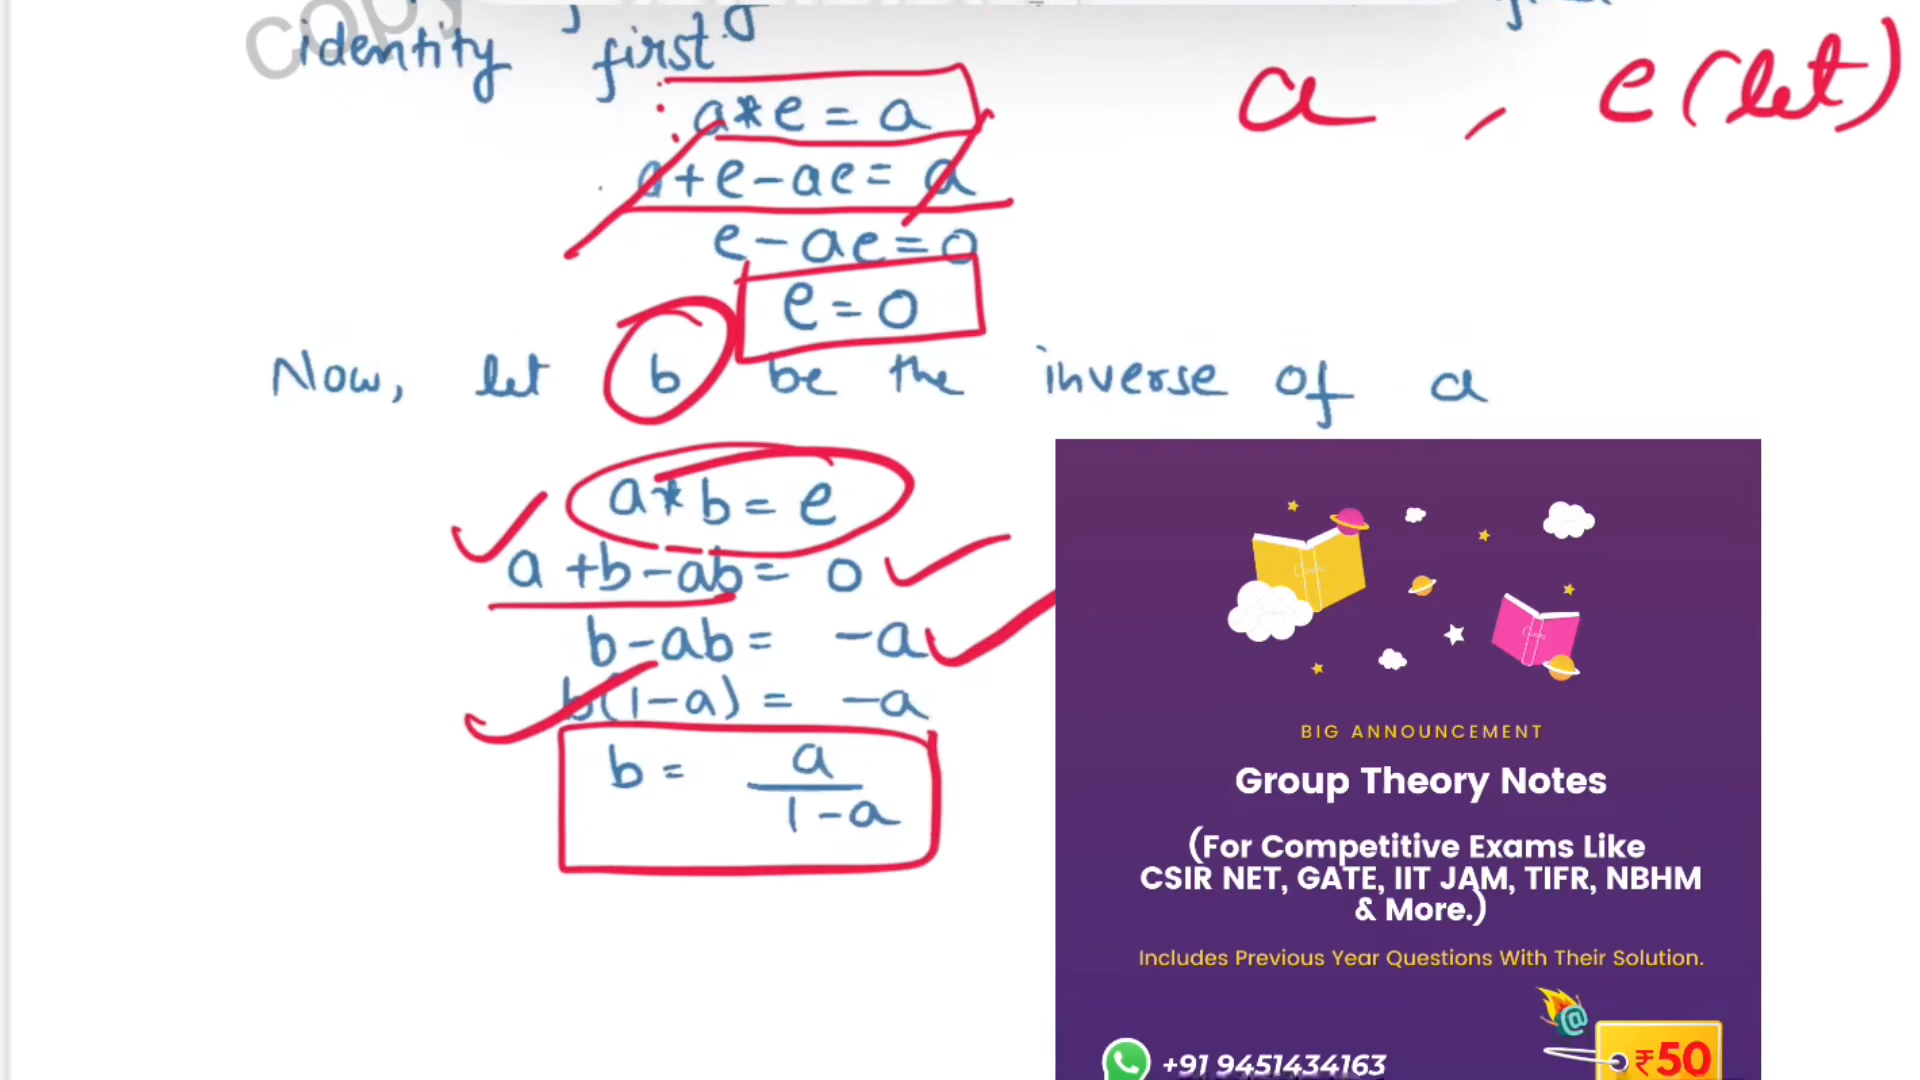 copy
identity first
a , e (let)
a*e = a
a+e-ae = a
e-ae=0
e=0
Now, let b be the inverse of a
a*b = e
a+b-ab= 0
b-ab= -a
b(1-a) = -a
b = a
1-a
BIG ANNOUNCEMENT
Group Theory Notes
(For Competitive Exams Like
CSIR NET, GATE, IIT JAM, TIFR, NBHM
& More.)
Includes Previous Year Questions With Their Solution.
@
+91 9451434163
₹50